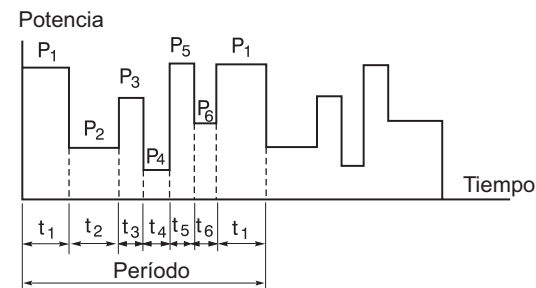 Potencia
P1 P2 P3 P4 P5 P6 P1
Tiempo
t1 t2 t3 t4 t5 t6 t1
Período